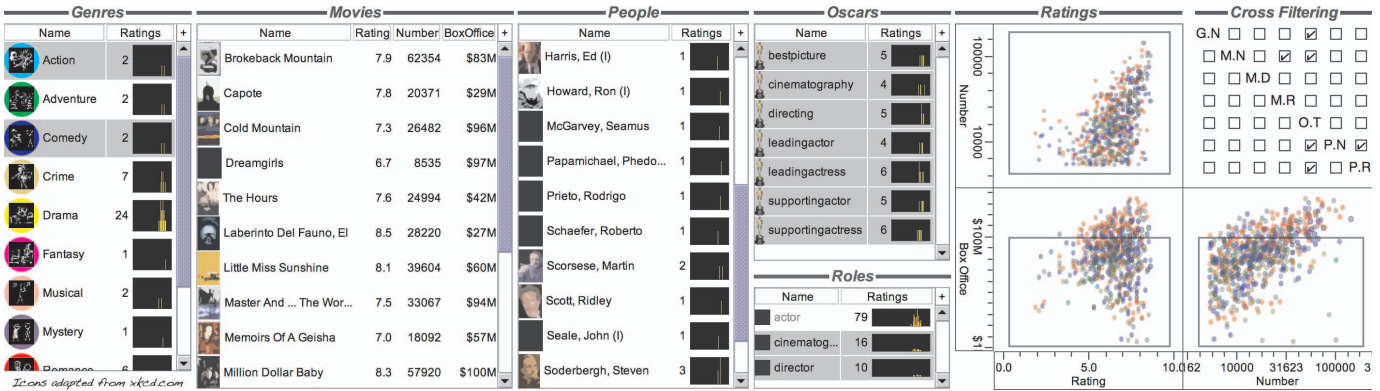 Genres
Name Ratings +
Action 2
Adventure 2
Comedy 2
Crime 7
Drama 24
Fantasy 1
Musical 2
Mystery 1
Romance 6
Icons adapted from xkcd.com
Movies
Name Rating Number BoxOffice +
Brokeback Mountain 7.9 62354 $83M
Capote 7.8 20371 $29M
Cold Mountain 7.3 26482 $96M
Dreamgirls 6.7 8535 $97M
The Hours 7.6 24994 $42M
Laberinto Del Fauno, El 8.5 28220 $27M
Little Miss Sunshine 8.1 39604 $60M
Master And ... The Wor... 7.5 33067 $94M
Memoirs Of A Geisha 7.0 18092 $57M
Million Dollar Baby 8.3 57920 $100M
People
Name Ratings +
Harris, Ed (I) 1
Howard, Ron (I) 1
McGarvey, Seamus 1
Papamichael, Phedo... 1
Prieto, Rodrigo 1
Schaefer, Roberto 1
Scorsese, Martin 2
Scott, Ridley 1
Seale, John (I) 1
Soderbergh, Steven 3
Oscars
Name Ratings +
bestpicture 5
cinematography 4
directing 5
leadingactor 4
leadingactress 6
supportingactor 5
supportingactress 6
Roles
Name Ratings +
actor 79
cinematog... 16
director 10
Ratings
100000
Number
10000
$100M
Box Office
0.0 5.0 10.0
Rating
10000 31623 100000 3
Number
Cross Filtering
G.N
M.N
M.D
M.R
O.T
P.N
P.R